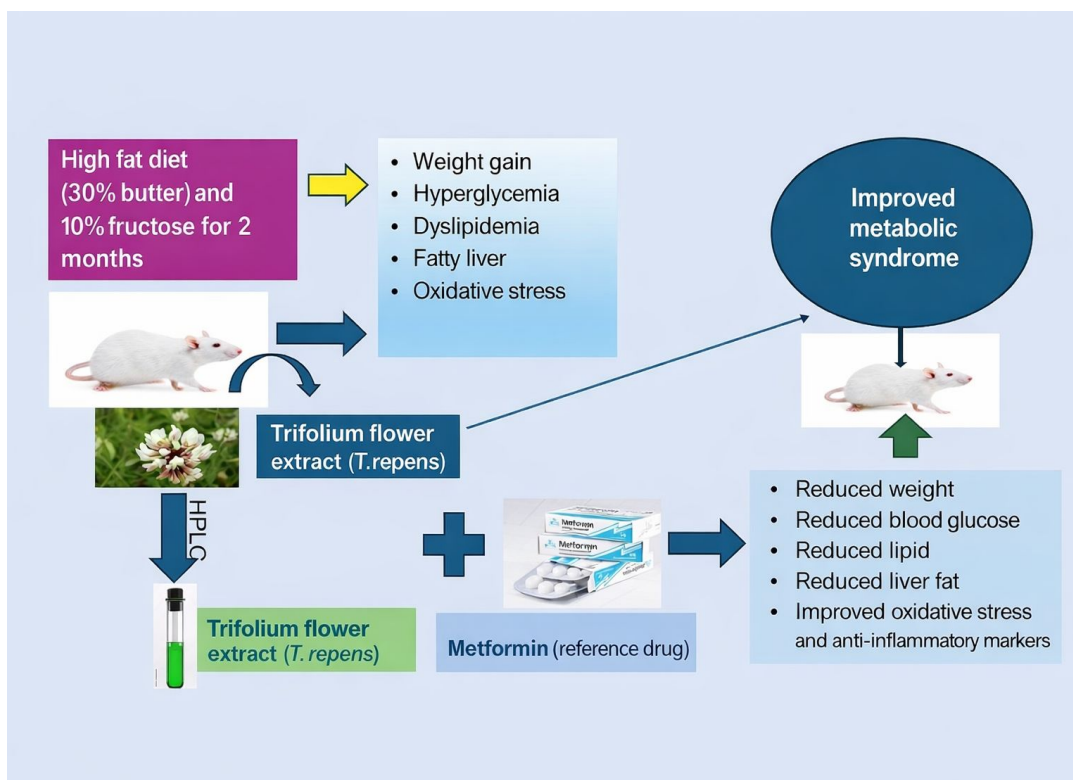 High fat diet
(30% butter) and
10% fructose for 2
months
• Weight gain
• Hyperglycemia
• Dyslipidemia
• Fatty liver
• Oxidative stress
Improved
metabolic
syndrome
Trifolium flower
extract (T.repens)
HPLC
Trifolium flower
extract (T. repens)
Metformin
Metformin
Metformin (reference drug)
• Reduced weight
• Reduced blood glucose
• Reduced lipid
• Reduced liver fat
• Improved oxidative stress
and anti-inflammatory markers